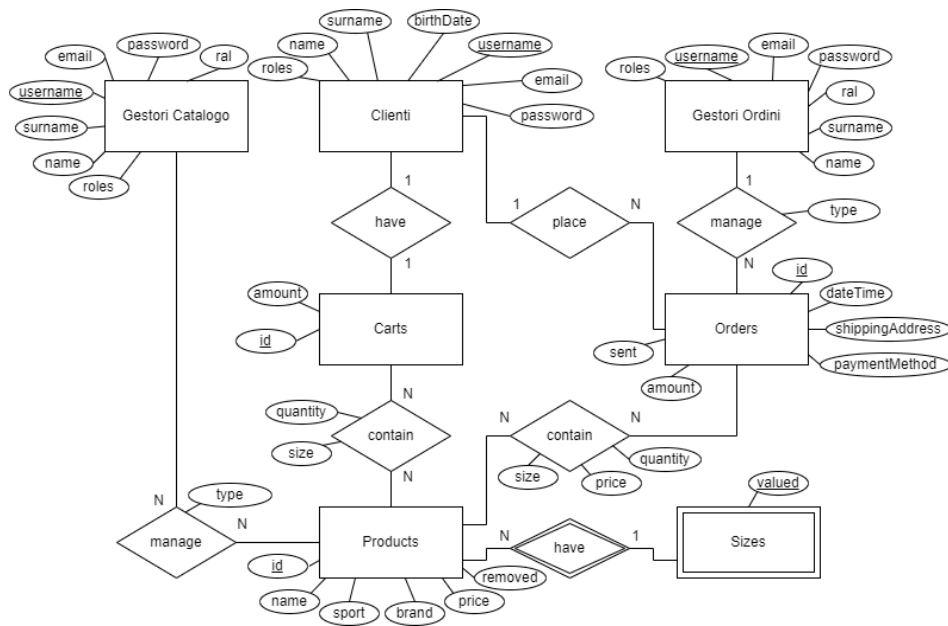 surname
birthDate
password
name
username
email
email
ral
username
password
roles
email
roles
ral
username
Gestori Catalogo
Clienti
Gestori Ordini
password
surname
surname
name
name
roles
1
1
have
1
N
place
manage
type
1
N
id
amount
dateTime
Carts
Orders
shippingAddress
id
sent
paymentMethod
amount
N
quantity
N
N
contain
contain
size
quantity
N
size
price
valued
type
N
N
manage
Products
N
1
have
Sizes
id
removed
name
price
sport
brand